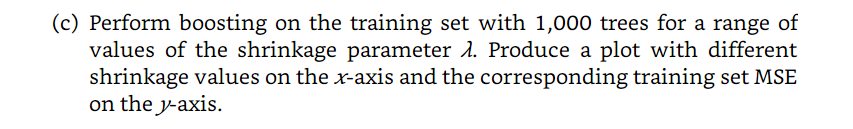 (c) Perform boosting on the training set with 1,000 trees for a range of
values of the shrinkage parameter λ. Produce a plot with different
shrinkage values on the x-axis and the corresponding training set MSE
on the y-axis.